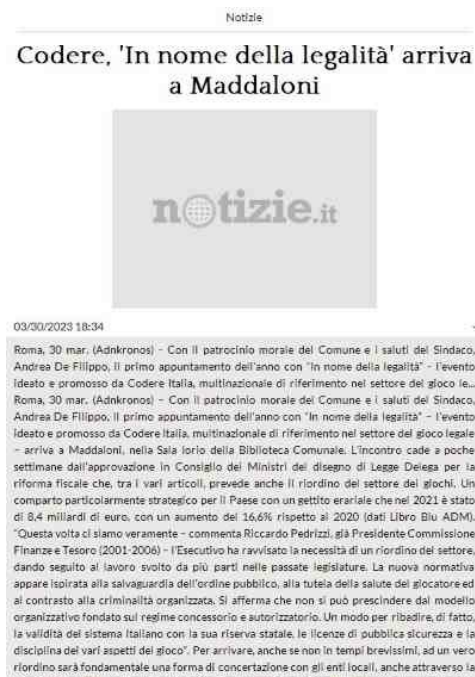 Notizie
Codere, 'In nome della legalità' arriva
a Maddaloni
notizie.it
03/30/2023 18:34
Roma, 30 mar. (Adnkronos) – Con il patrocinio morale del Comune e i saluti del Sindaco,
Andrea De Filippo, il primo appuntamento dell'anno con "In nome della legalità" – l'evento
ideato e promosso da Codere Italia, multinazionale di riferimento nel settore del gioco le...
Roma, 30 mar. (Adnkronos) – Con il patrocinio morale del Comune e i saluti del Sindaco,
Andrea De Filippo, il primo appuntamento dell'anno con "In nome della legalità" – l'evento
ideato e promosso da Codere Italia, multinazionale di riferimento nel settore del gioco legale
– arriva a Maddaloni, nella Sala Iorio della Biblioteca Comunale. L'incontro cade a poche
settimane dall'approvazione in Consiglio dei Ministri del disegno di Legge Delega per la
riforma fiscale che, tra i vari articoli, prevede anche il riordino del settore dei giochi. Un
comparto particolarmente strategico per il Paese con un gettito erariale che nel 2021 è stato
di 8,4 miliardi di euro, con un aumento del 16,6% rispetto al 2020 (dati Libro Blu ADM).
"Questa volta ci siamo veramente – commenta Riccardo Pedrizzi, già Presidente Commissione
Finanze e Tesoro (2001-2006) – l'Esecutivo ha ravvisato la necessità di un riordino del settore,
dando seguito al lavoro svolto da più parti nelle passate legislature. La nuova normativa
appare ispirata alla salvaguardia dell'ordine pubblico, alla tutela della salute del giocatore ed
al contrasto alla criminalità organizzata. Si afferma che non si può prescindere dal modello
organizzativo fondato sul regime concessorio e autorizzatorio. Un modo per ribadire, di fatto,
la validità del sistema italiano con la sua riserva statale, le licenze di pubblica sicurezza e la
disciplina dei vari aspetti del gioco". Per arrivare, anche se non in tempi brevissimi, ad un vero
riordino sarà fondamentale una forma di concertazione con gli enti locali, anche attraverso la